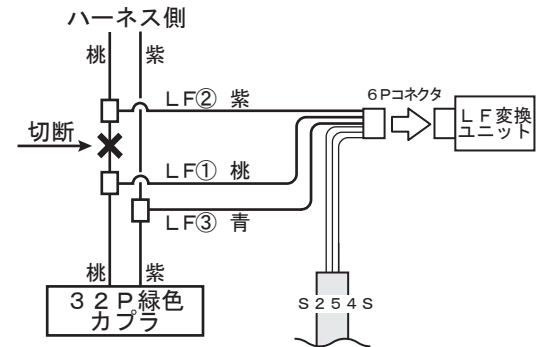 ハーネス側
桃 紫
６Pコネクタ
ＬＦ② 紫
ＬＦ変換
ユニット
切断
ＬＦ① 桃
ＬＦ③ 青
桃 紫
３２Ｐ緑色
カプラ
Ｓ２５４Ｓ